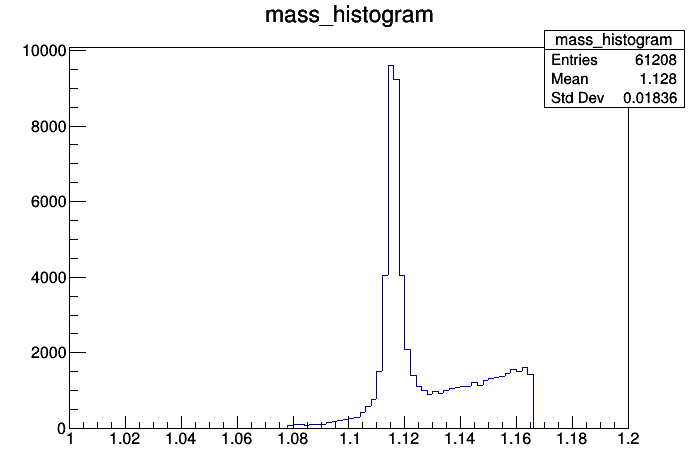 mass_histogram
mass_histogram
Entries 61208
Mean 1.128
Std Dev 0.01836
10000
8000
6000
4000
2000
0
1 1.02 1.04 1.06 1.08 1.1 1.12 1.14 1.16 1.18 1.2